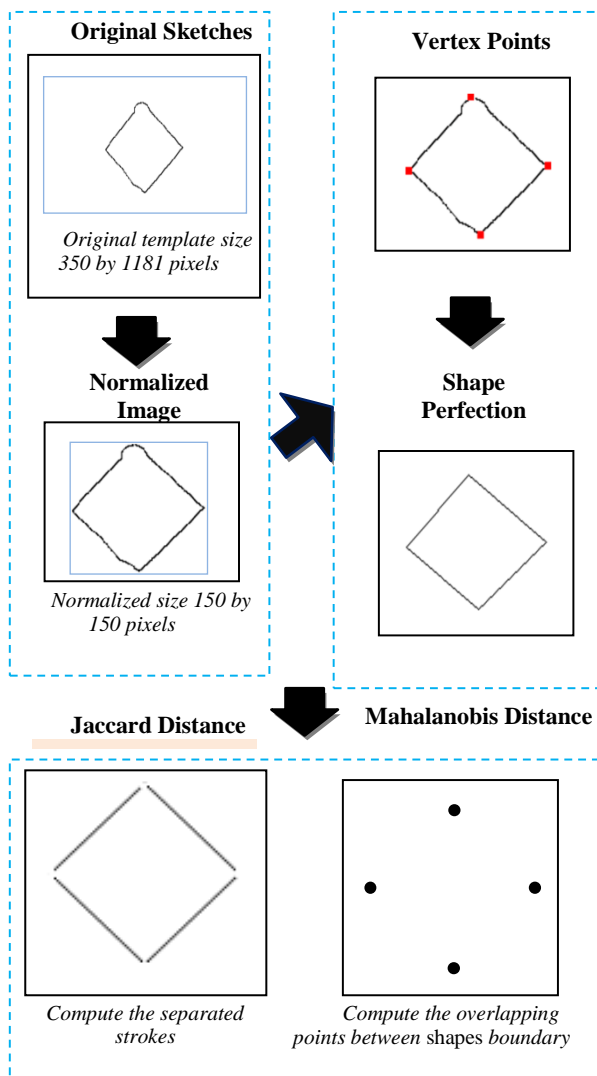 Original Sketches
Original template size
350 by 1181 pixels
Normalized
Image
Normalized size 150 by
150 pixels
Vertex Points
Shape
Perfection
Jaccard Distance
Mahalanobis Distance
Compute the separated
strokes
Compute the overlapping
points between shapes boundary